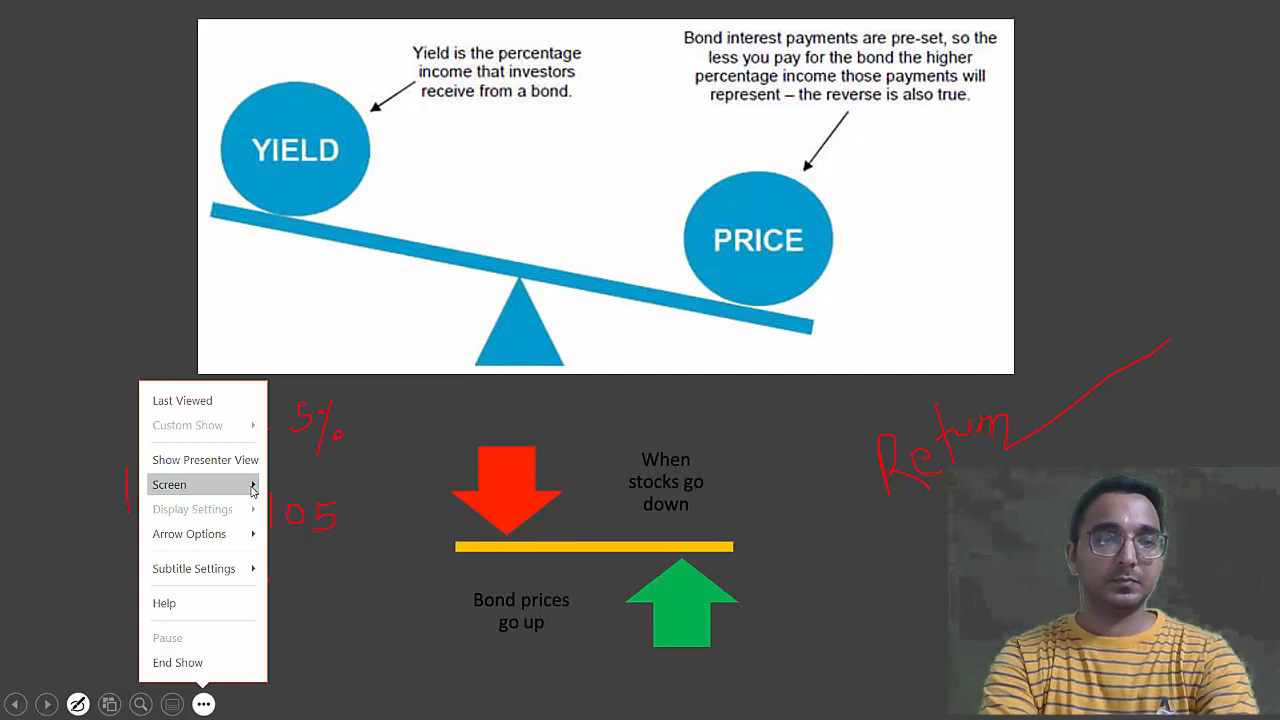 Yield is the percentage
income that investors
receive from a bond.
Bond interest payments are pre-set, so the
less you pay for the bond the higher
percentage income those payments will
represent – the reverse is also true.
YIELD
PRICE
Last Viewed
Custom Show
Show Presenter View
Screen
Display Settings
Arrow Options
Subtitle Settings
Help
Pause
End Show
5%
105
When
stocks go
down
Bond prices
go up
Return